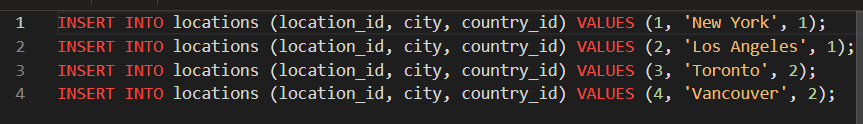 1 INSERT INTO locations (location_id, city, country_id) VALUES (1, 'New York', 1);
2 INSERT INTO locations (location_id, city, country_id) VALUES (2, 'Los Angeles', 1);
3 INSERT INTO locations (location_id, city, country_id) VALUES (3, 'Toronto', 2);
4 INSERT INTO locations (location_id, city, country_id) VALUES (4, 'Vancouver', 2);